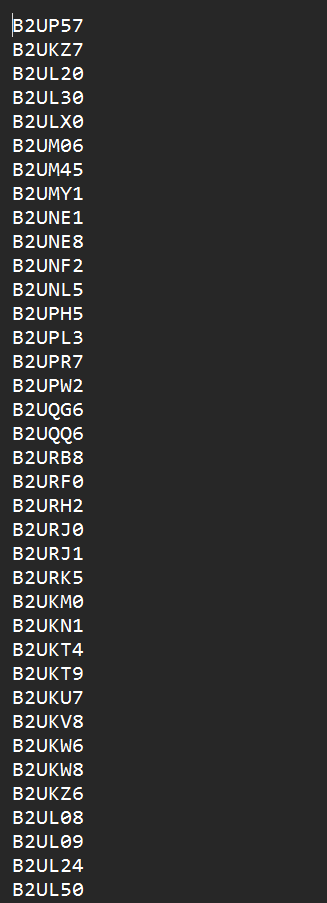 B2UP57
B2UKZ7
B2UL20
B2UL30
B2ULX0
B2UM06
B2UM45
B2UMY1
B2UNE1
B2UNE8
B2UNF2
B2UNL5
B2UPH5
B2UPL3
B2UPR7
B2UPW2
B2UQG6
B2UQQ6
B2URB8
B2URF0
B2URH2
B2URJ0
B2URJ1
B2URK5
B2UKM0
B2UKN1
B2UKT4
B2UKT9
B2UKU7
B2UKV8
B2UKW6
B2UKW8
B2UKZ6
B2UL08
B2UL09
B2UL24
B2UL50